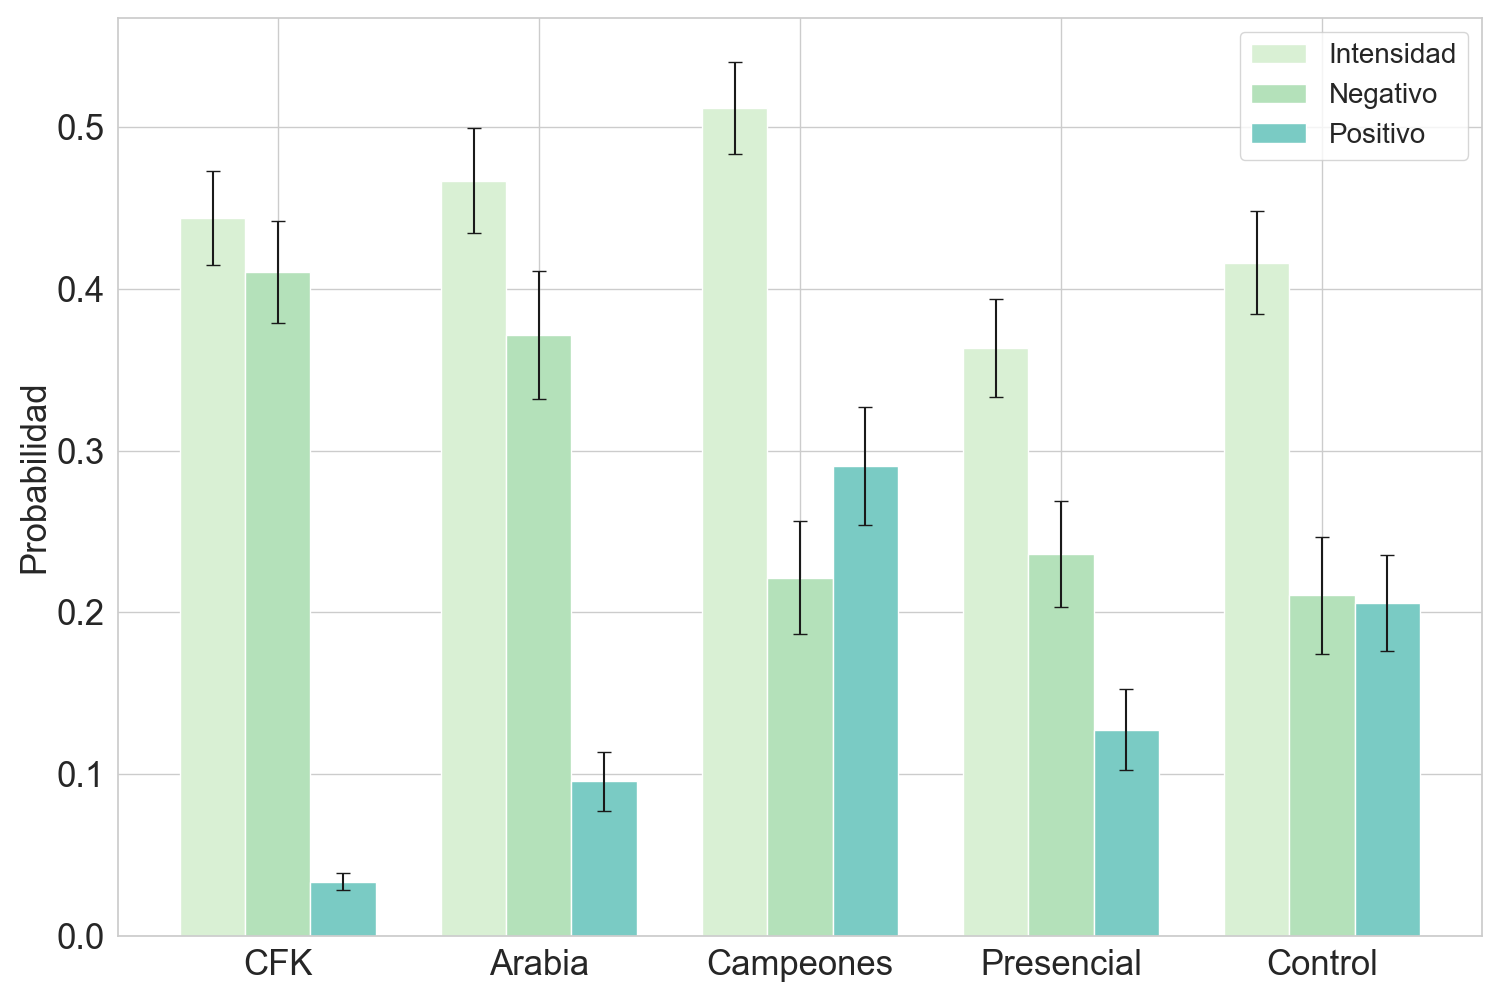 Intensidad
Negativo
Positivo
Probabilidad
0.5
0.4
0.3
0.2
0.1
0.0
CFK
Arabia
Campeones
Presencial
Control